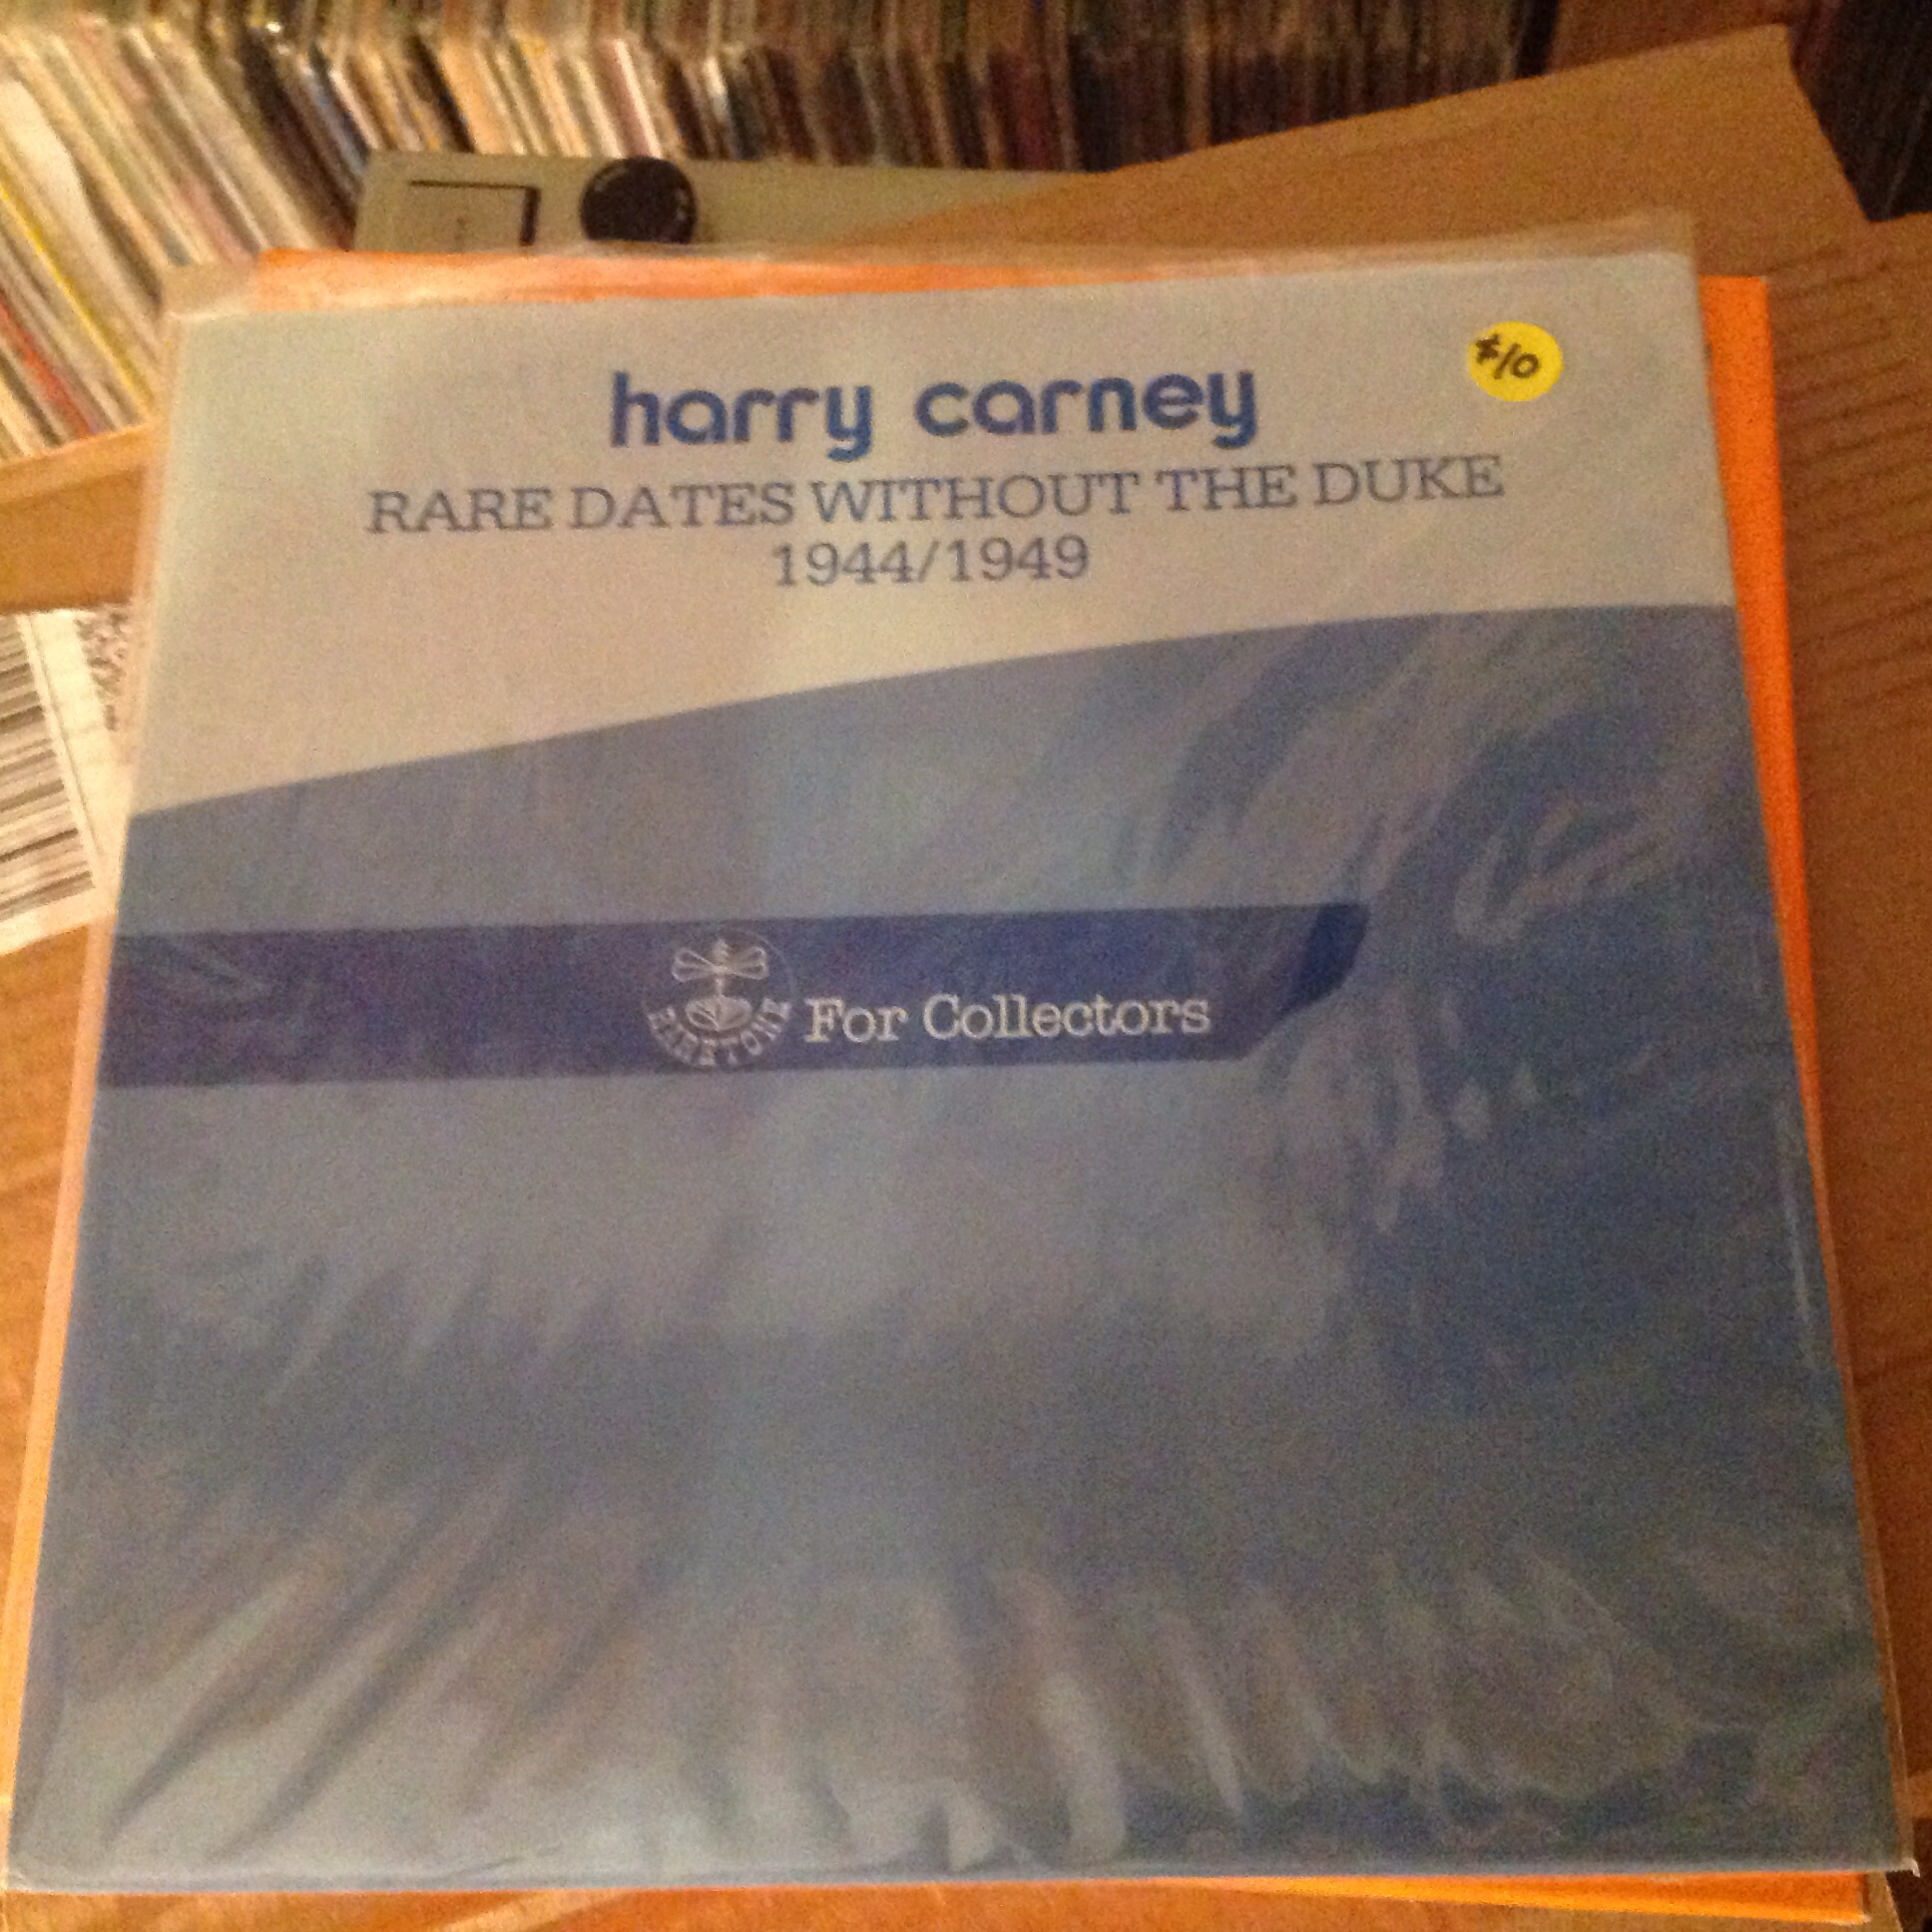 $10
harry carney
RARE DATES WITHOUT THE DUKE
1944/1949
RARETONE
For Collectors